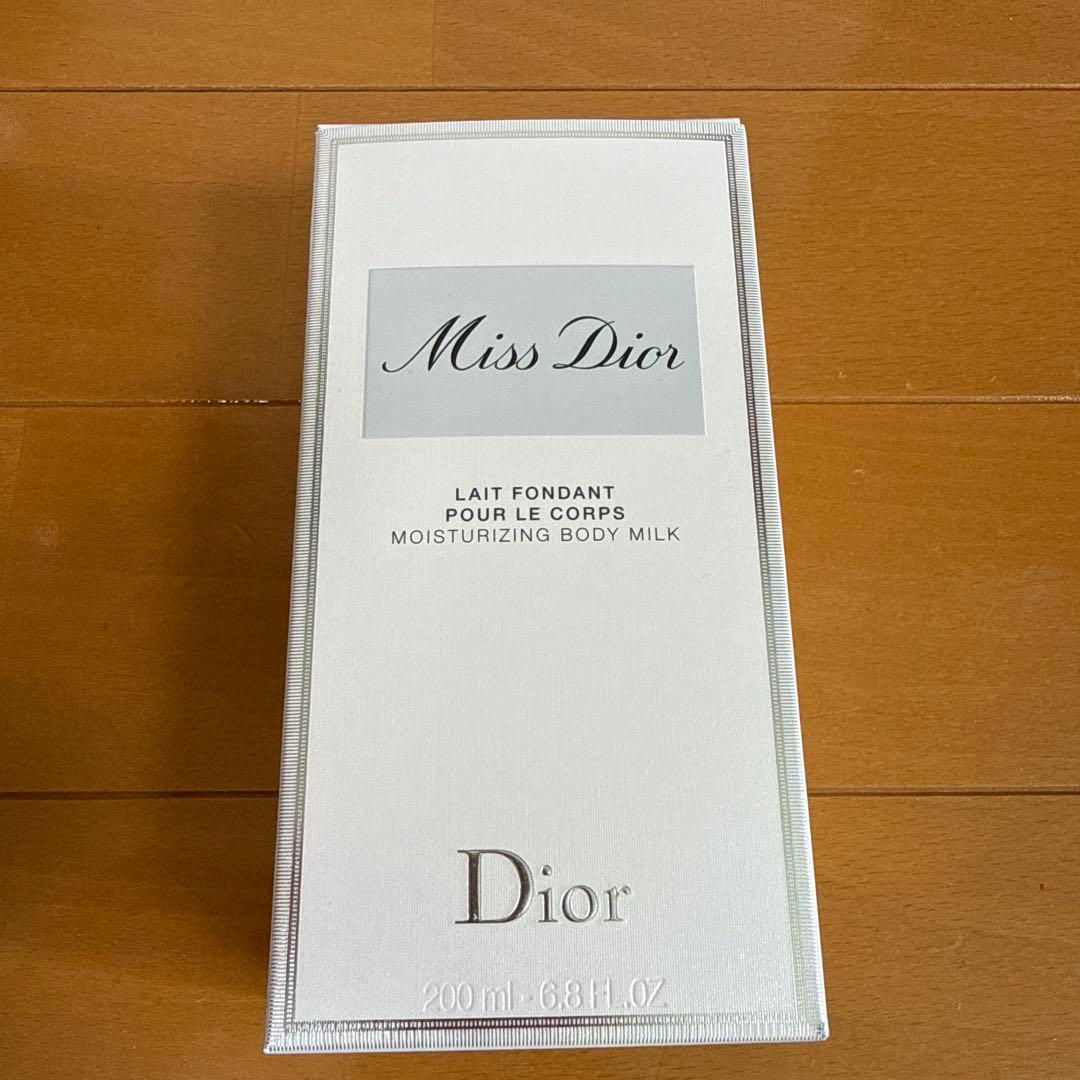 Miss Dior
LAIT FONDANT
POUR LE CORPS
MOISTURIZING BODY MILK
Dior
200 ml · 6.8 FL.OZ